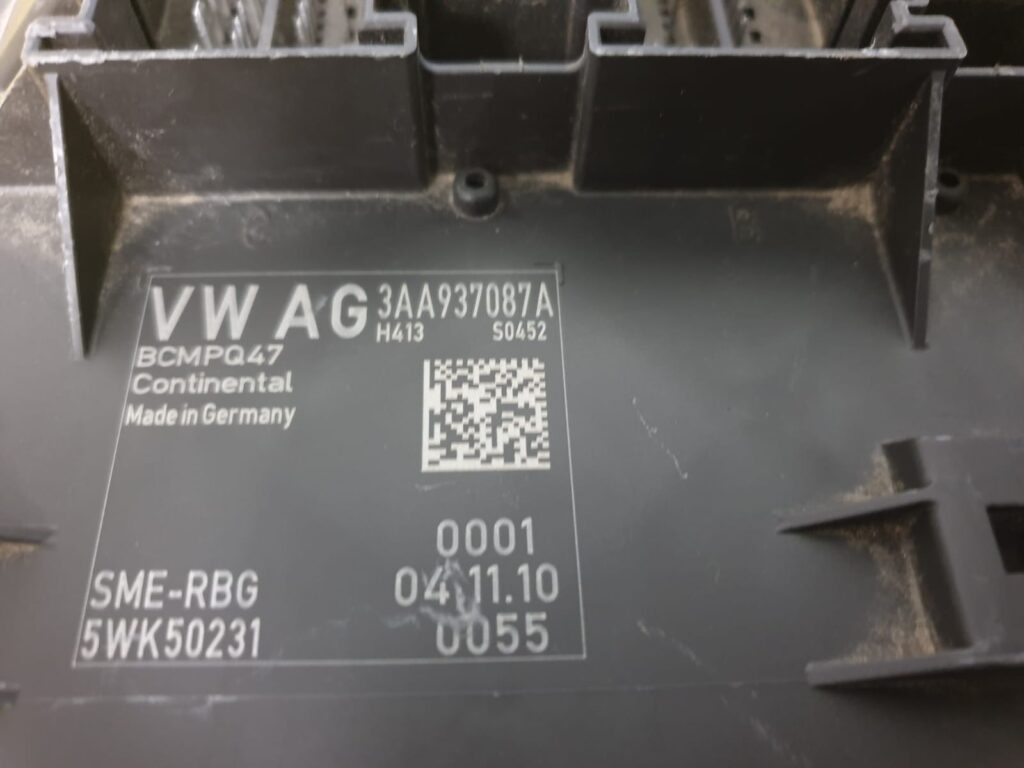 VW AG 3AA937087A
H413 S0452
BCMPQ47
Continental
Made in Germany
0001
SME-RBG 04.11.10
5WK50231 0055